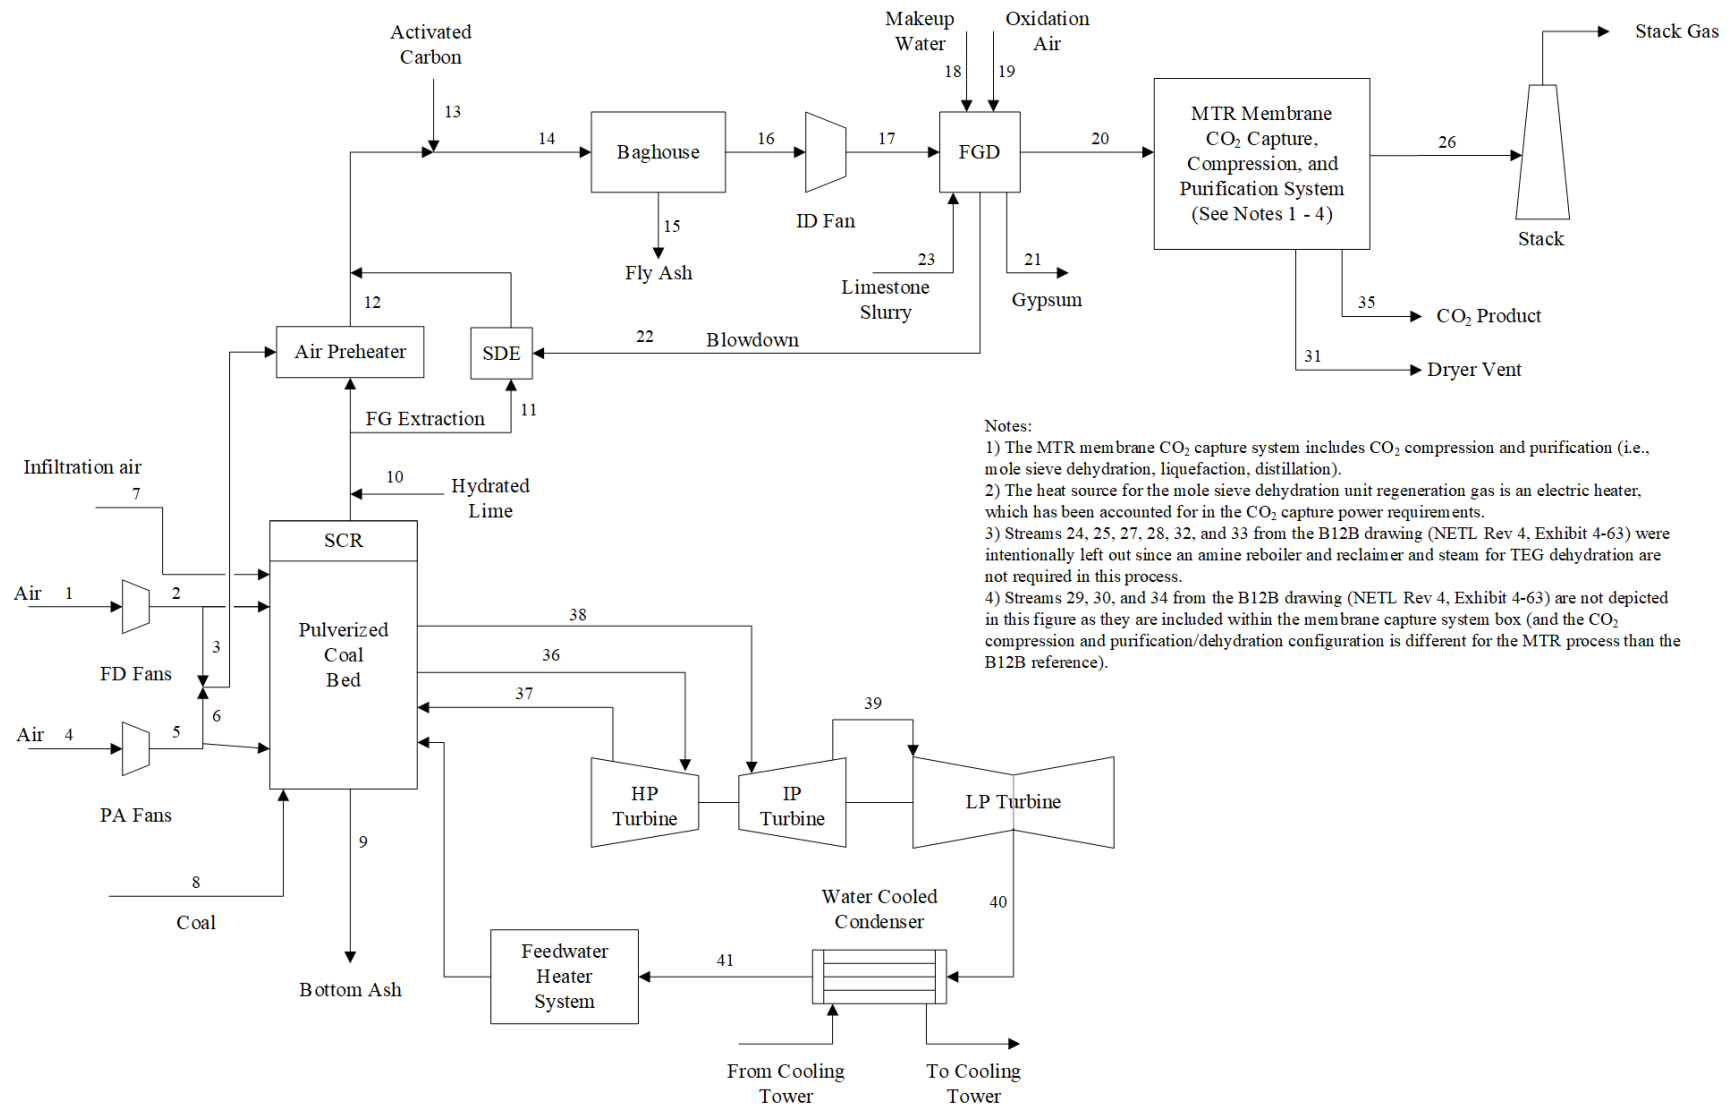 Activated
Carbon
13
Makeup
Water
18
Oxidation
Air
19
Stack Gas
14
Baghouse
16
ID Fan
17
FGD
20
MTR Membrane
CO₂ Capture,
Compression, and
Purification System
(See Notes 1 - 4)
26
Stack
15
Fly Ash
23
Limestone
Slurry
21
Gypsum
12
Air Preheater
SDE
22
Blowdown
35
CO₂ Product
31
Dryer Vent
FG Extraction
11
10
Hydrated
Lime
Infiltration air
7
SCR
Air
1
2
3
FD Fans
Pulverized
Coal
Bed
6
Air
4
5
PA Fans
8
Coal
9
Bottom Ash
38
36
37
39
HP
Turbine
IP
Turbine
LP Turbine
40
Water Cooled
Condenser
41
Feedwater
Heater
System
From Cooling
Tower
To Cooling
Tower
Notes:
1) The MTR membrane CO₂ capture system includes CO₂ compression and purification (i.e.,
mole sieve dehydration, liquefaction, distillation).
2) The heat source for the mole sieve dehydration unit regeneration gas is an electric heater,
which has been accounted for in the CO₂ capture power requirements.
3) Streams 24, 25, 27, 28, 32, and 33 from the B12B drawing (NETL Rev 4, Exhibit 4-63) were
intentionally left out since an amine reboiler and reclaimer and steam for TEG dehydration are
not required in this process.
4) Streams 29, 30, and 34 from the B12B drawing (NETL Rev 4, Exhibit 4-63) are not depicted
in this figure as they are included within the membrane capture system box (and the CO₂
compression and purification/dehydration configuration is different for the MTR process than the
B12B reference).